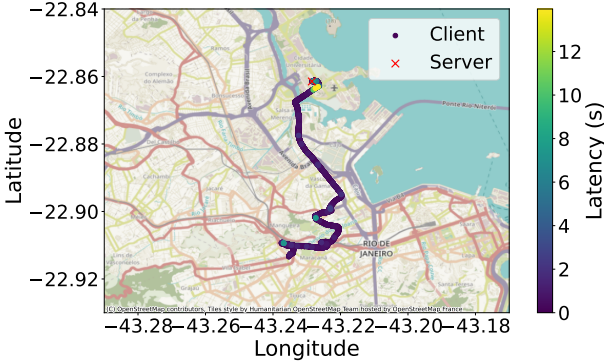 −22.84
−22.86
−22.88
−22.90
−22.92
Latitude
Client
Server
RIO DE
JANEIRO
(C) OpenStreetMap contributors, Tiles style by Humanitarian OpenStreetMap Team hosted by OpenStreetMap France
−43.28 −43.26 −43.24 −43.22 −43.20 −43.18
Longitude
12
10
8
6
4
2
0
Latency (s)